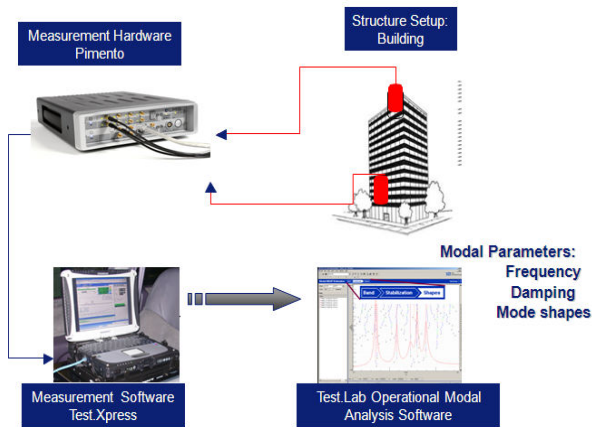 Measurement Hardware
Pimento
Structure Setup:
Building
Modal Parameters:
Frequency
Damping
Mode shapes
Band
Stabilization
Shapes
Measurement Software
Test.Xpress
Test.Lab Operational Modal
Analysis Software